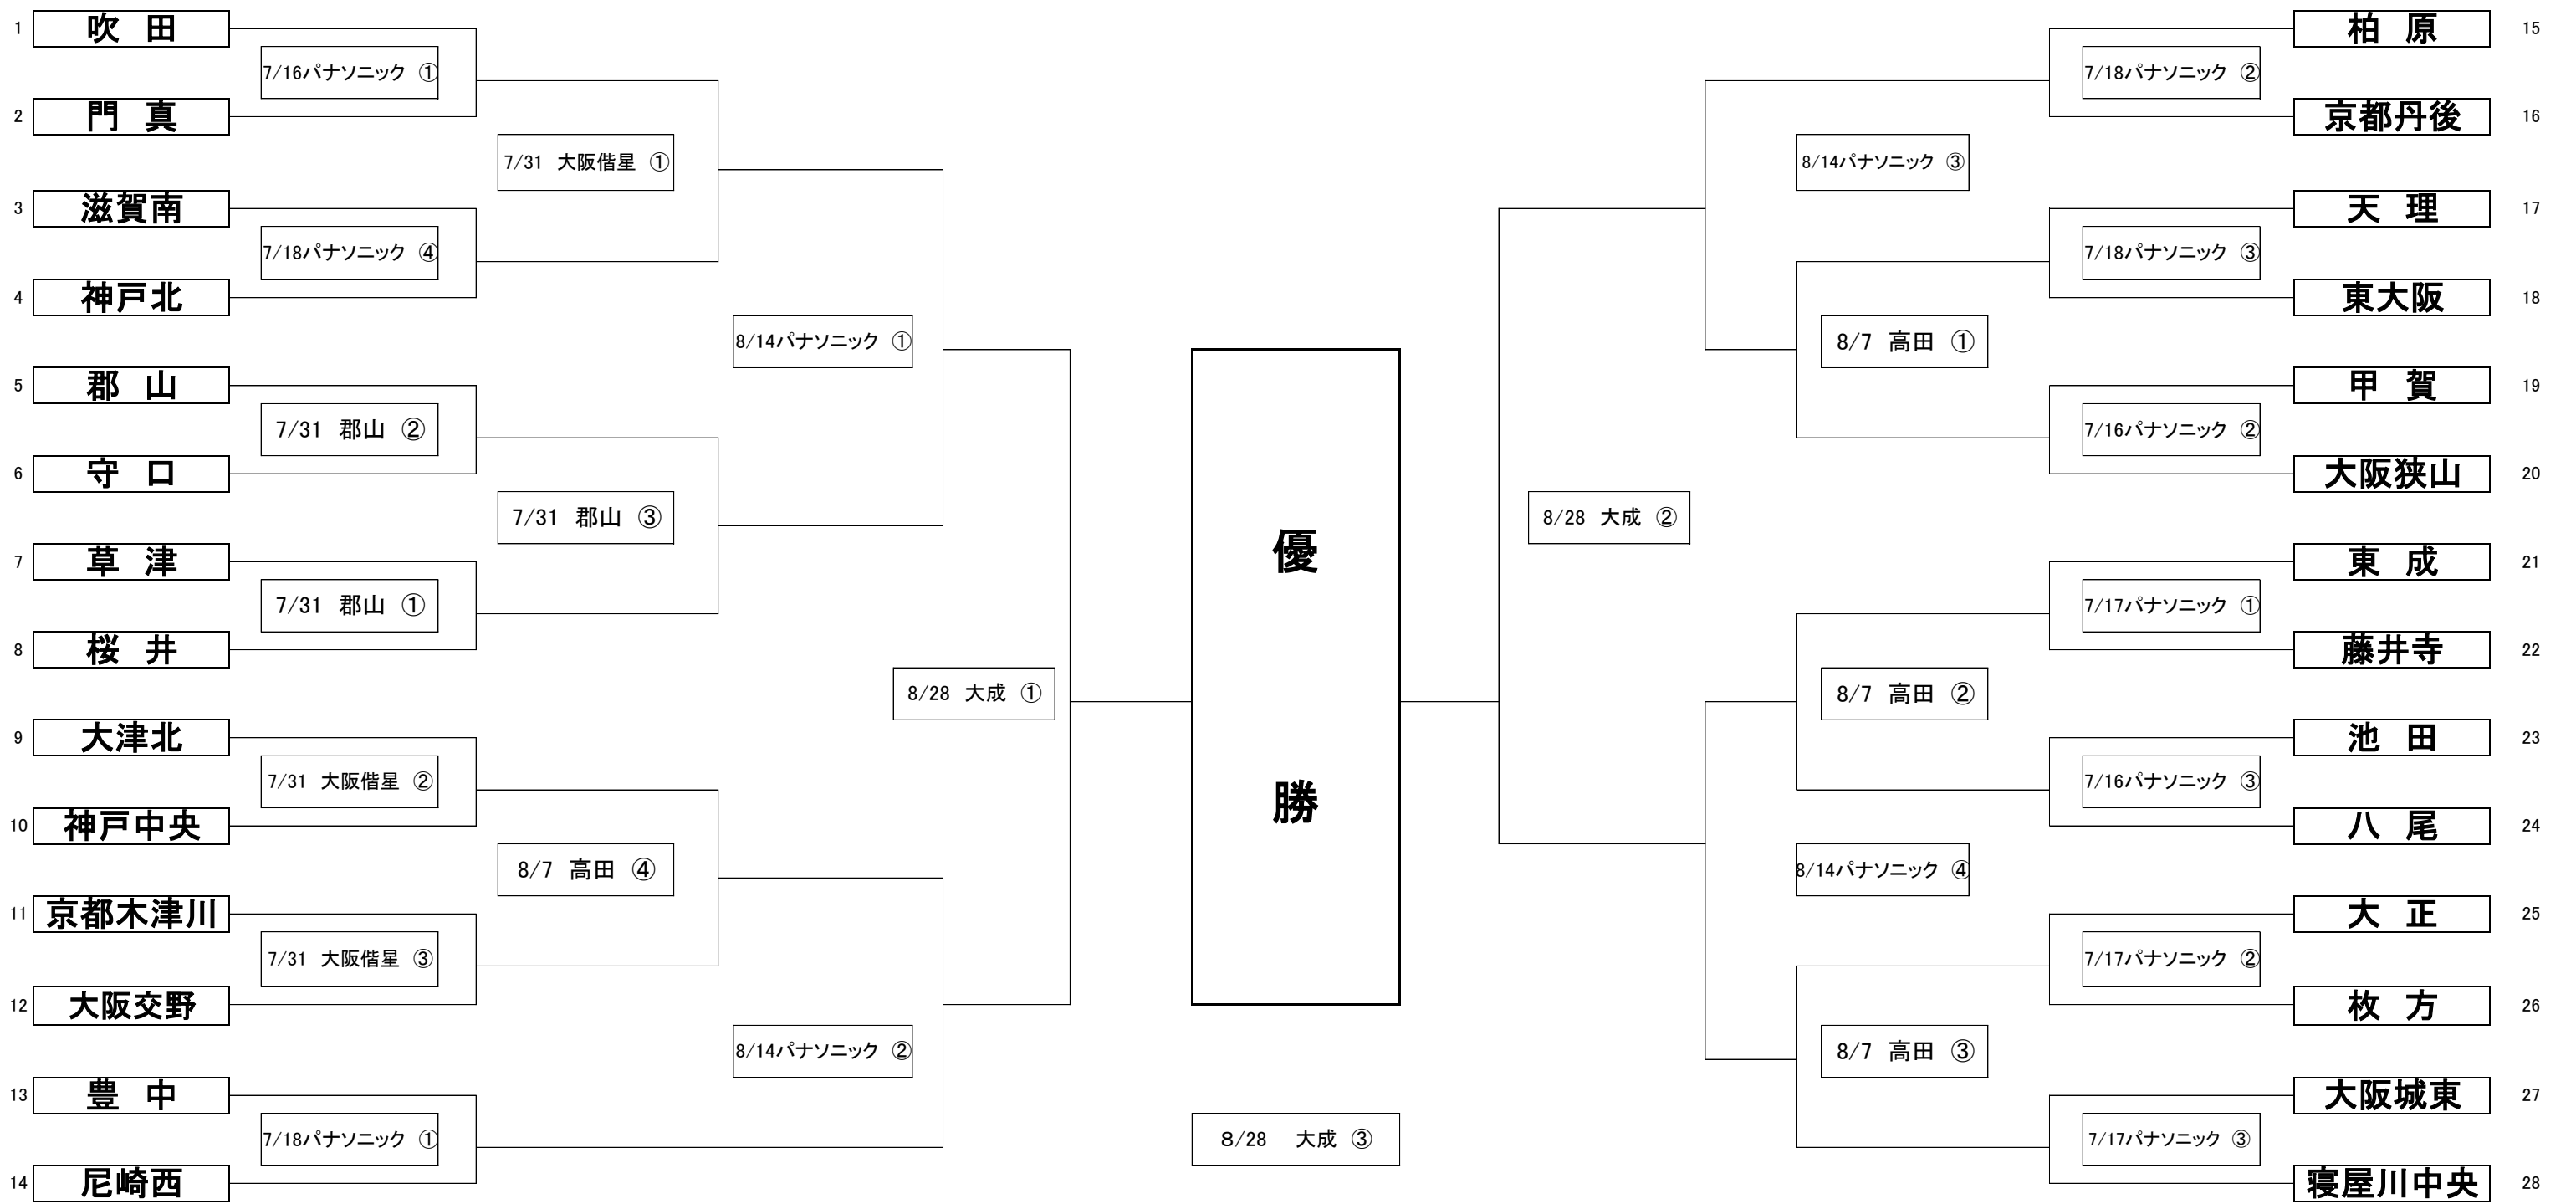 1 吹 田
7/16パナソニック ①
2 門 真
7/31 大阪偕星 ①
3 滋賀南
7/18パナソニック ④
4 神戸北
8/14パナソニック ①
5 郡 山
7/31 郡山 ②
6 守 口
7/31 郡山 ③
7 草 津
7/31 郡山 ①
8 桜 井
8/28 大成 ①
9 大津北
7/31 大阪偕星 ②
10 神戸中央
8/7 高田 ④
11 京都木津川
7/31 大阪偕星 ③
12 大阪交野
8/14パナソニック ②
13 豊 中
7/18パナソニック ①
14 尼崎西
優
勝
8/28 大成 ③
柏 原 15
7/18パナソニック ②
京都丹後 16
8/14パナソニック ③
天 理 17
7/18パナソニック ③
東大阪 18
8/7 高田 ①
甲 賀 19
7/16パナソニック ②
大阪狭山 20
8/28 大成 ②
東 成 21
7/17パナソニック ①
藤井寺 22
8/7 高田 ②
池 田 23
7/16パナソニック ③
八 尾 24
8/14パナソニック ④
大 正 25
7/17パナソニック ②
枚 方 26
8/7 高田 ③
大阪城東 27
7/17パナソニック ③
寝屋川中央 28